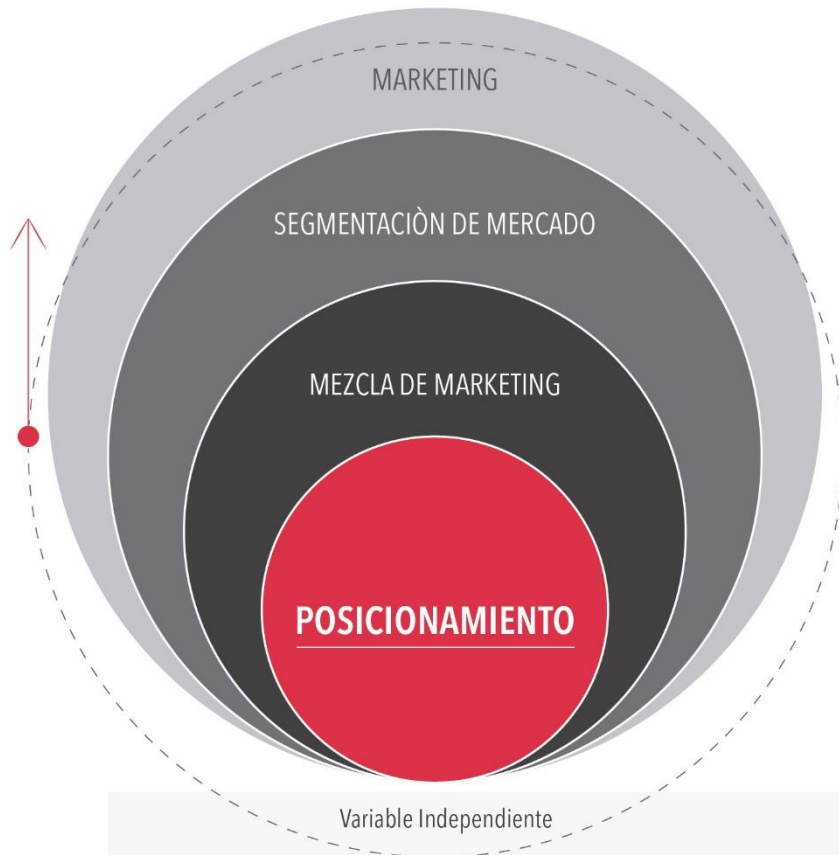 MARKETING
SEGMENTACIÒN DE MERCADO
MEZCLA DE MARKETING
POSICIONAMIENTO
Variable Independiente